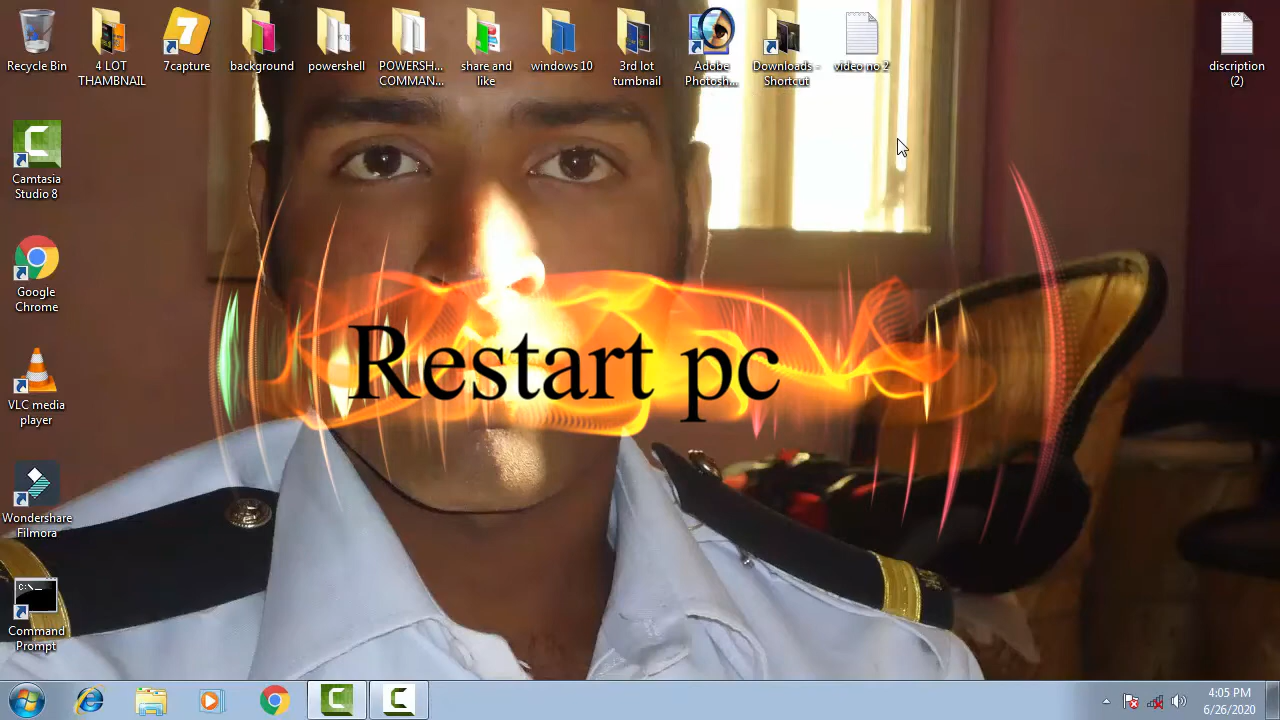 Recycle Bin
4 LOT
THAMINAIL
7capture
background
powershell
POWERSH...
COMMAN...
share and
like
windows 10
3rd lot
tumbnail
Adobe
Photosh...
Downloads -
Shortcut
video no 2
discription
(2)
Camtasia
Studio 8
Google
Chrome
VLC media
player
Wondershare
Filmora
Command
Prompt
Restart pc
4:05 PM
6/26/2020